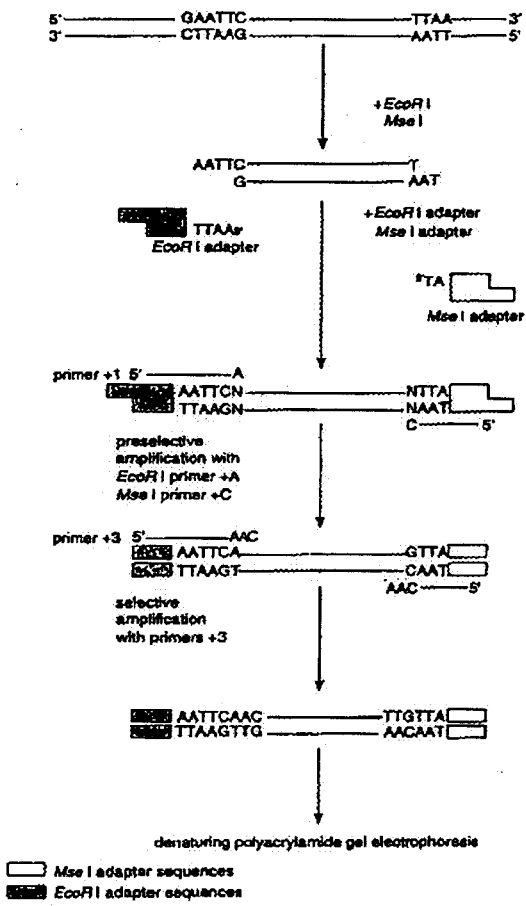 5' GAATTC TTAA 3'
3' CTTAAG AATT 5'
+EcoR I
Mse I
AATTC T
G AAT
+EcoR I adapter
Mse I adapter
TTAA5'
EcoR I adapter
5'TA
Mse I adapter
primer +1 5' A
AATTCN NTTA
TTAAGN NAAT
C 5'
preselective
amplification with
EcoR I primer +A
Mse I primer +C
primer +3 5' AAC
AATTCA GTTA
TTAAGT CAAT
AAC 5'
selective
amplification
with primers +3
AATTCAAC TTGTTA
TTAAGTTG AACAAT
denaturing polyacrylamide gel electrophoresis
Mse I adapter sequences
EcoR I adapter sequences